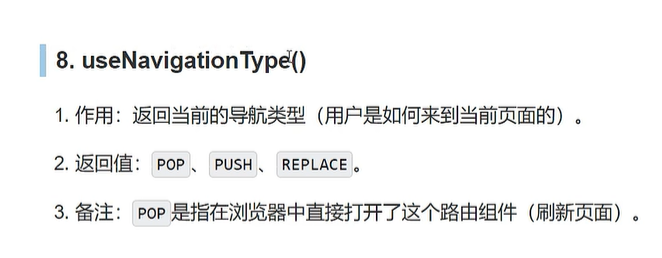 8. useNavigationType()
1. 作用：返回当前的导航类型（用户是如何来到当前页面的）。
2. 返回值：POP、PUSH、REPLACE。
3. 备注：POP是指在浏览器中直接打开了这个路由组件（刷新页面）。